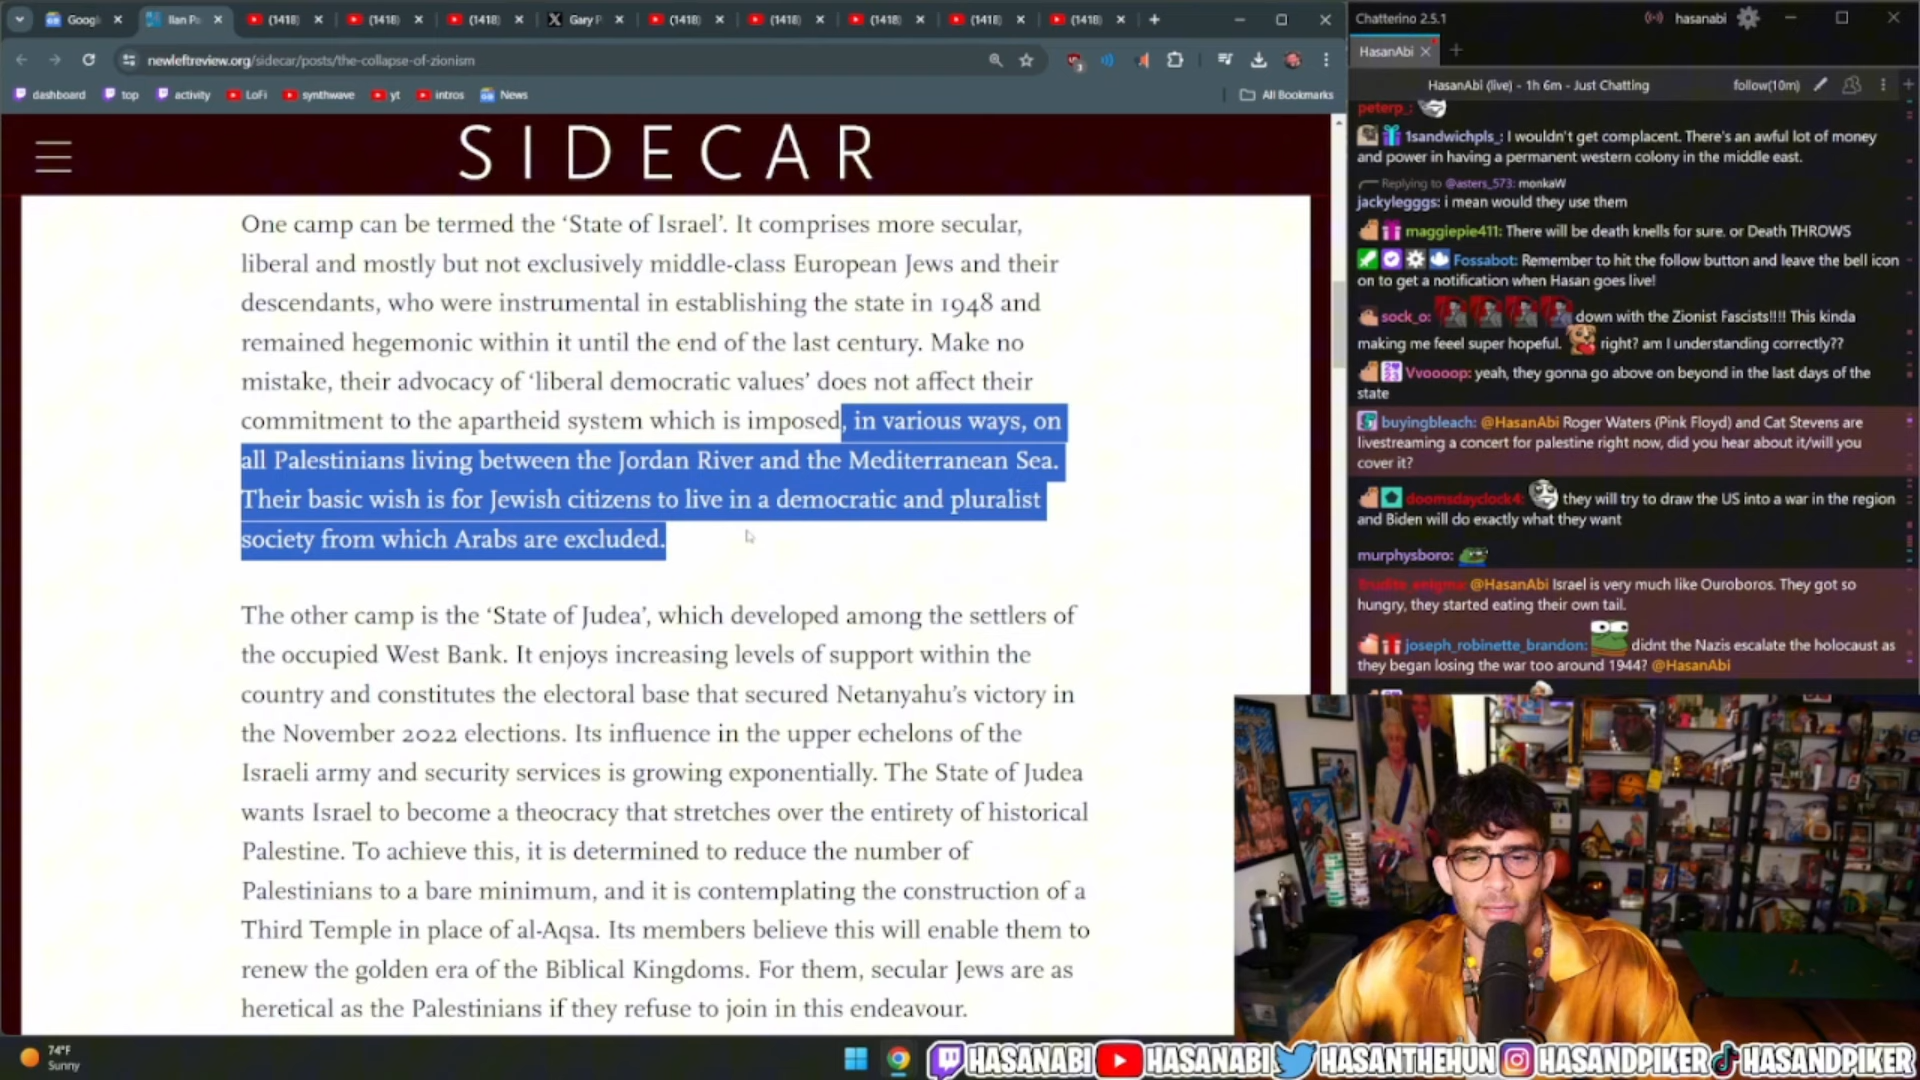 Googl
Ilan Pa
(1418)
(1418)
(1418)
Gary P
(1418)
(1418)
(1418)
(1418)
(1418)
newleftreview.org/sidecar/posts/the-collapse-of-zionism
dashboard
top
activity
LoFi
synthwave
yt
intros
News
All Bookmarks
SIDECAR
One camp can be termed the ‘State of Israel’. It comprises more secular,
liberal and mostly but not exclusively middle-class European Jews and their
descendants, who were instrumental in establishing the state in 1948 and
remained hegemonic within it until the end of the last century. Make no
mistake, their advocacy of ‘liberal democratic values’ does not affect their
commitment to the apartheid system which is imposed, in various ways, on
all Palestinians living between the Jordan River and the Mediterranean Sea.
Their basic wish is for Jewish citizens to live in a democratic and pluralist
society from which Arabs are excluded.
The other camp is the ‘State of Judea’, which developed among the settlers of
the occupied West Bank. It enjoys increasing levels of support within the
country and constitutes the electoral base that secured Netanyahu’s victory in
the November 2022 elections. Its influence in the upper echelons of the
Israeli army and security services is growing exponentially. The State of Judea
wants Israel to become a theocracy that stretches over the entirety of historical
Palestine. To achieve this, it is determined to reduce the number of
Palestinians to a bare minimum, and it is contemplating the construction of a
Third Temple in place of al-Aqsa. Its members believe this will enable them to
renew the golden era of the Biblical Kingdoms. For them, secular Jews are as
heretical as the Palestinians if they refuse to join in this endeavour.
Chatterino 2.5.1
hasanabi
HasanAbi
HasanAbi (live) - 1h 6m - Just Chatting
follow(10m)
peterp_:
1sandwichpls_: I wouldn't get complacent. There's an awful lot of money
and power in having a permanent western colony in the middle east.
Replying to @asters_573: monkaW
jackylegggs: i mean would they use them
maggiepie411: There will be death knells for sure. or Death THROWS
Fossabot: Remember to hit the follow button and leave the bell icon
on to get a notification when Hasan goes live!
sock_o: down with the Zionist Fascists!!!! This kinda
making me feeel super hopeful. right? am I understanding correctly??
Vvoooop: yeah, they gonna go above on beyond in the last days of the
state
buyingbleach: @HasanAbi Roger Waters (Pink Floyd) and Cat Stevens are
livestreaming a concert for palestine right now, did you hear about it/will you
cover it?
doomsdayclock4: they will try to draw the US into a war in the region
and Biden will do exactly what they want
murphysboro:
@HasanAbi Israel is very much like Ouroboros. They got so
hungry, they started eating their own tail.
joseph_robinette_brandon: didnt the Nazis escalate the holocaust as
they began losing the war too around 1944? @HasanAbi
74°F
Sunny
HASANABI
HASANABI
HASANTHEHUN
HASANDPIKER
HASANDPIKER